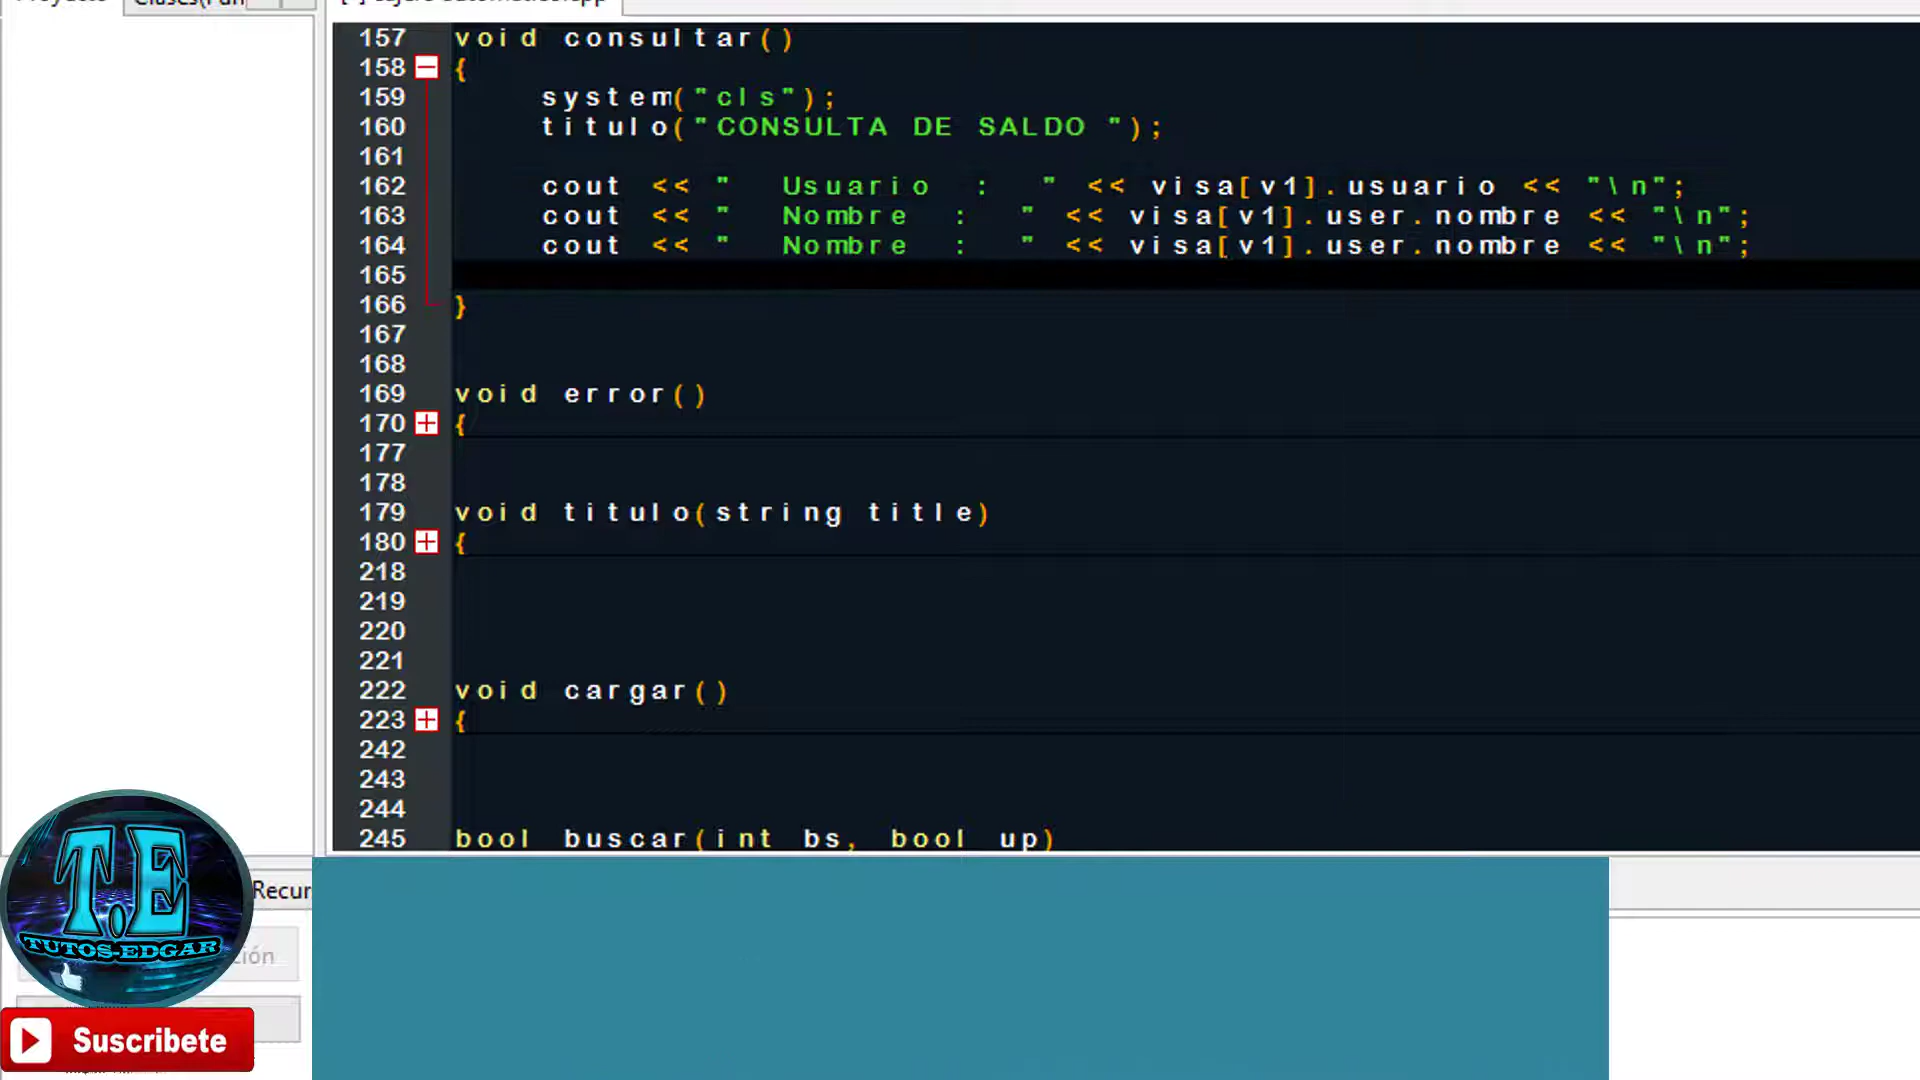 157 void consultar()
158 {
159 system("cls");
160 titulo("CONSULTA DE SALDO ");
161
162 cout << " Usuario : " << visa[v1].usuario << "\n";
163 cout << " Nombre : " << visa[v1].user.nombre << "\n";
164 cout << " Nombre : " << visa[v1].user.nombre << "\n";
165
166 }
167
168
169 void error()
170 {
177
178
179 void titulo(string title)
180 {
218
219
220
221
222 void cargar()
223 {
242
243
244
245 bool buscar(int bs, bool up)
Recur
T.E
TUTOS-EDGAR
ción
Suscribete